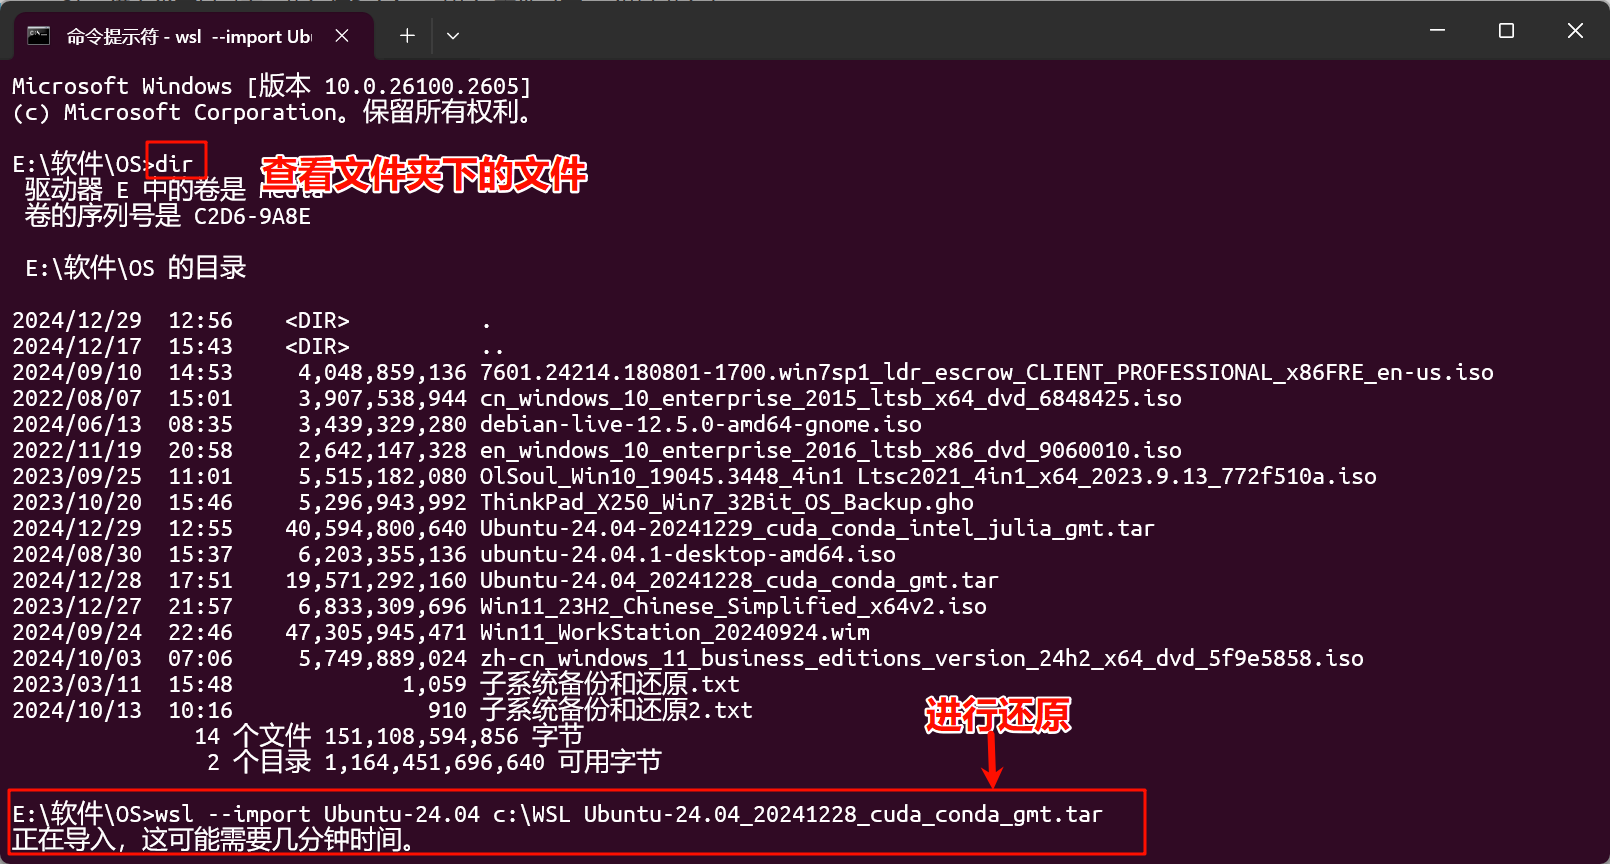 命令提示符 - wsl  --import Ub
Microsoft Windows [版本 10.0.26100.2605]
(c) Microsoft Corporation。保留所有权利。
E:\软件\OS>dir
查看文件夹下的文件
驱动器 E 中的卷是 Media
卷的序列号是 C2D6-9A8E
E:\软件\OS 的目录
2024/12/29  12:56    <DIR>          .
2024/12/17  15:43    <DIR>          ..
2024/09/10  14:53     4,048,859,136 7601.24214.180801-1700.win7sp1_ldr_escrow_CLIENT_PROFESSIONAL_x86FRE_en-us.iso
2022/08/07  15:01     3,907,538,944 cn_windows_10_enterprise_2015_ltsb_x64_dvd_6848425.iso
2024/06/13  08:35     3,439,329,280 debian-live-12.5.0-amd64-gnome.iso
2022/11/19  20:58     2,642,147,328 en_windows_10_enterprise_2016_ltsb_x86_dvd_9060010.iso
2023/09/25  11:01     5,515,182,080 OlSoul_Win10_19045.3448_4in1 Ltsc2021_4in1_x64_2023.9.13_772f510a.iso
2023/10/20  15:46     5,296,943,992 ThinkPad_X250_Win7_32Bit_OS_Backup.gho
2024/12/29  12:55    40,594,800,640 Ubuntu-24.04-20241229_cuda_conda_intel_julia_gmt.tar
2024/08/30  15:37     6,203,355,136 ubuntu-24.04.1-desktop-amd64.iso
2024/12/28  17:51    19,571,292,160 Ubuntu-24.04_20241228_cuda_conda_gmt.tar
2023/12/27  21:57     6,833,309,696 Win11_23H2_Chinese_Simplified_x64v2.iso
2024/09/24  22:46    47,305,945,471 Win11_WorkStation_20240924.wim
2024/10/03  07:06     5,749,889,024 zh-cn_windows_11_business_editions_version_24h2_x64_dvd_5f9e5858.iso
2023/03/11  15:48             1,059 子系统备份和还原.txt
2024/10/13  10:16               910 子系统备份和还原2.txt
14 个文件 151,108,594,856 字节
2 个目录 1,164,451,696,640 可用字节
进行还原
E:\软件\OS>wsl --import Ubuntu-24.04 c:\WSL Ubuntu-24.04_20241228_cuda_conda_gmt.tar
正在导入，这可能需要几分钟时间。